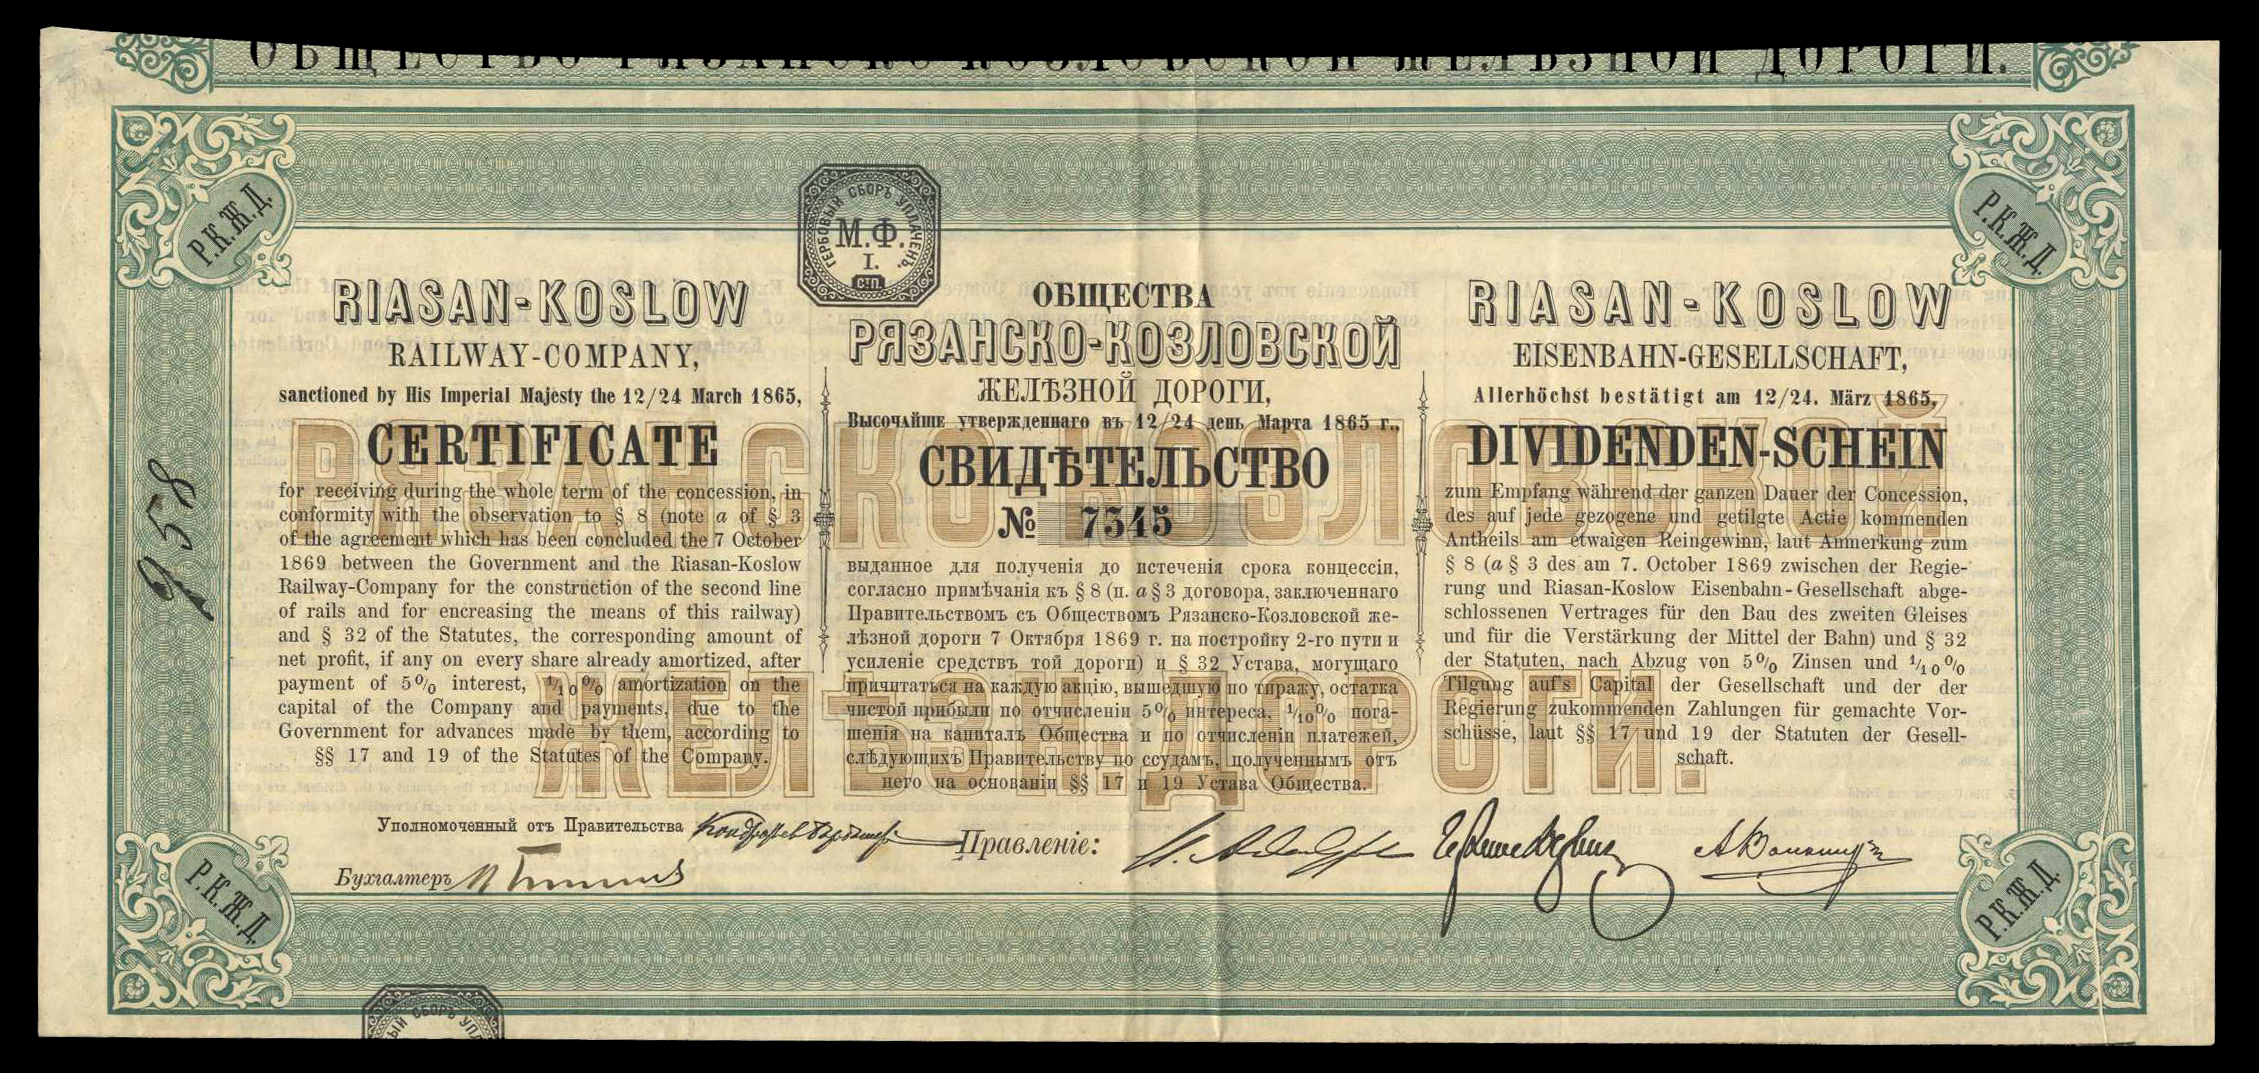 ОБЩЕСТВО РЯЗАНСКО-КОЗЛОВСКОЙ ЖЕЛѢЗНОЙ ДОРОГИ.
Р.К.Ж.Д.
Р.К.Ж.Д.
ГЕРБОВЫЙ СБОРЪ УПЛАЧЕНЪ.
М.Ф.
I.
С·П.
RIASAN-KOSLOW
RAILWAY-COMPANY,
sanctioned by His Imperial Majesty the 12/24 March 1865,
CERTIFICATE
for receiving during the whole term of the concession, in
conformity with the observation to § 8 (note a of § 3
of the agreement which has been concluded the 7 October
1869 between the Government and the Riasan-Koslow
Railway-Company for the construction of the second line
of rails and for encreasing the means of this railway)
and § 32 of the Statutes, the corresponding amount of
net profit, if any on every share already amortized, after
payment of 5% interest, 1/10% amortization on the
capital of the Company and payments, due to the
Government for advances made by them, according to
§§ 17 and 19 of the Statutes of the Company.
ОБЩЕСТВА
РЯЗАНСКО-КОЗЛОВСКОЙ
ЖЕЛѢЗНОЙ ДОРОГИ,
Высочайше утвержденнаго въ 12/24 день Марта 1865 г.,
СВИДѢТЕЛЬСТВО
№ 7345
выданное для полученія до истеченія срока концессіи,
согласно примѣчанія къ § 8 (п. a § 3 договора, заключеннаго
Правительствомъ съ Обществомъ Рязанско-Козловской же-
лѣзной дороги 7 Октября 1869 г. на постройку 2-го пути и
усиленіе средствъ той дороги) и § 32 Устава, могущаго
причитаться на каждую акцію, вышедшую по тиражу, остатка
чистой прибыли по отчисленіи 5% интереса, 1/10% пога-
шенія на капиталъ Общества и по отчисленіи платежей,
слѣдующихъ Правительству по ссудамъ, полученнымъ отъ
него на основаніи §§ 17 и 19 Устава Общества.
RIASAN-KOSLOW
EISENBAHN-GESELLSCHAFT,
Allerhöchst bestätigt am 12/24. März 1865,
DIVIDENDEN-SCHEIN
zum Empfang während der ganzen Dauer der Concession,
des auf jede gezogene und getilgte Actie kommenden
Antheils am etwaigen Reingewinn, laut Anmerkung zum
§ 8 (a § 3 des am 7. October 1869 zwischen der Regie-
rung und Riasan-Koslow Eisenbahn-Gesellschaft abge-
schlossenen Vertrages für den Bau des zweiten Gleises
und für die Verstärkung der Mittel der Bahn) und § 32
der Statuten, nach Abzug von 5% Zinsen und 1/10%
Tilgung auf's Capital der Gesellschaft und der der
Regierung zukommenden Zahlungen für gemachte Vor-
schüsse, laut §§ 17 und 19 der Statuten der Gesell-
schaft.
РЯЗАНСКО-КОЗЛОВСКОЙ
ЖЕЛѢЗН. ДОРОГИ.
958
Уполномоченный отъ Правительства
Правленіе:
Бухгалтеръ
Р.К.Ж.Д.
Р.К.Ж.Д.
СБОРЪ